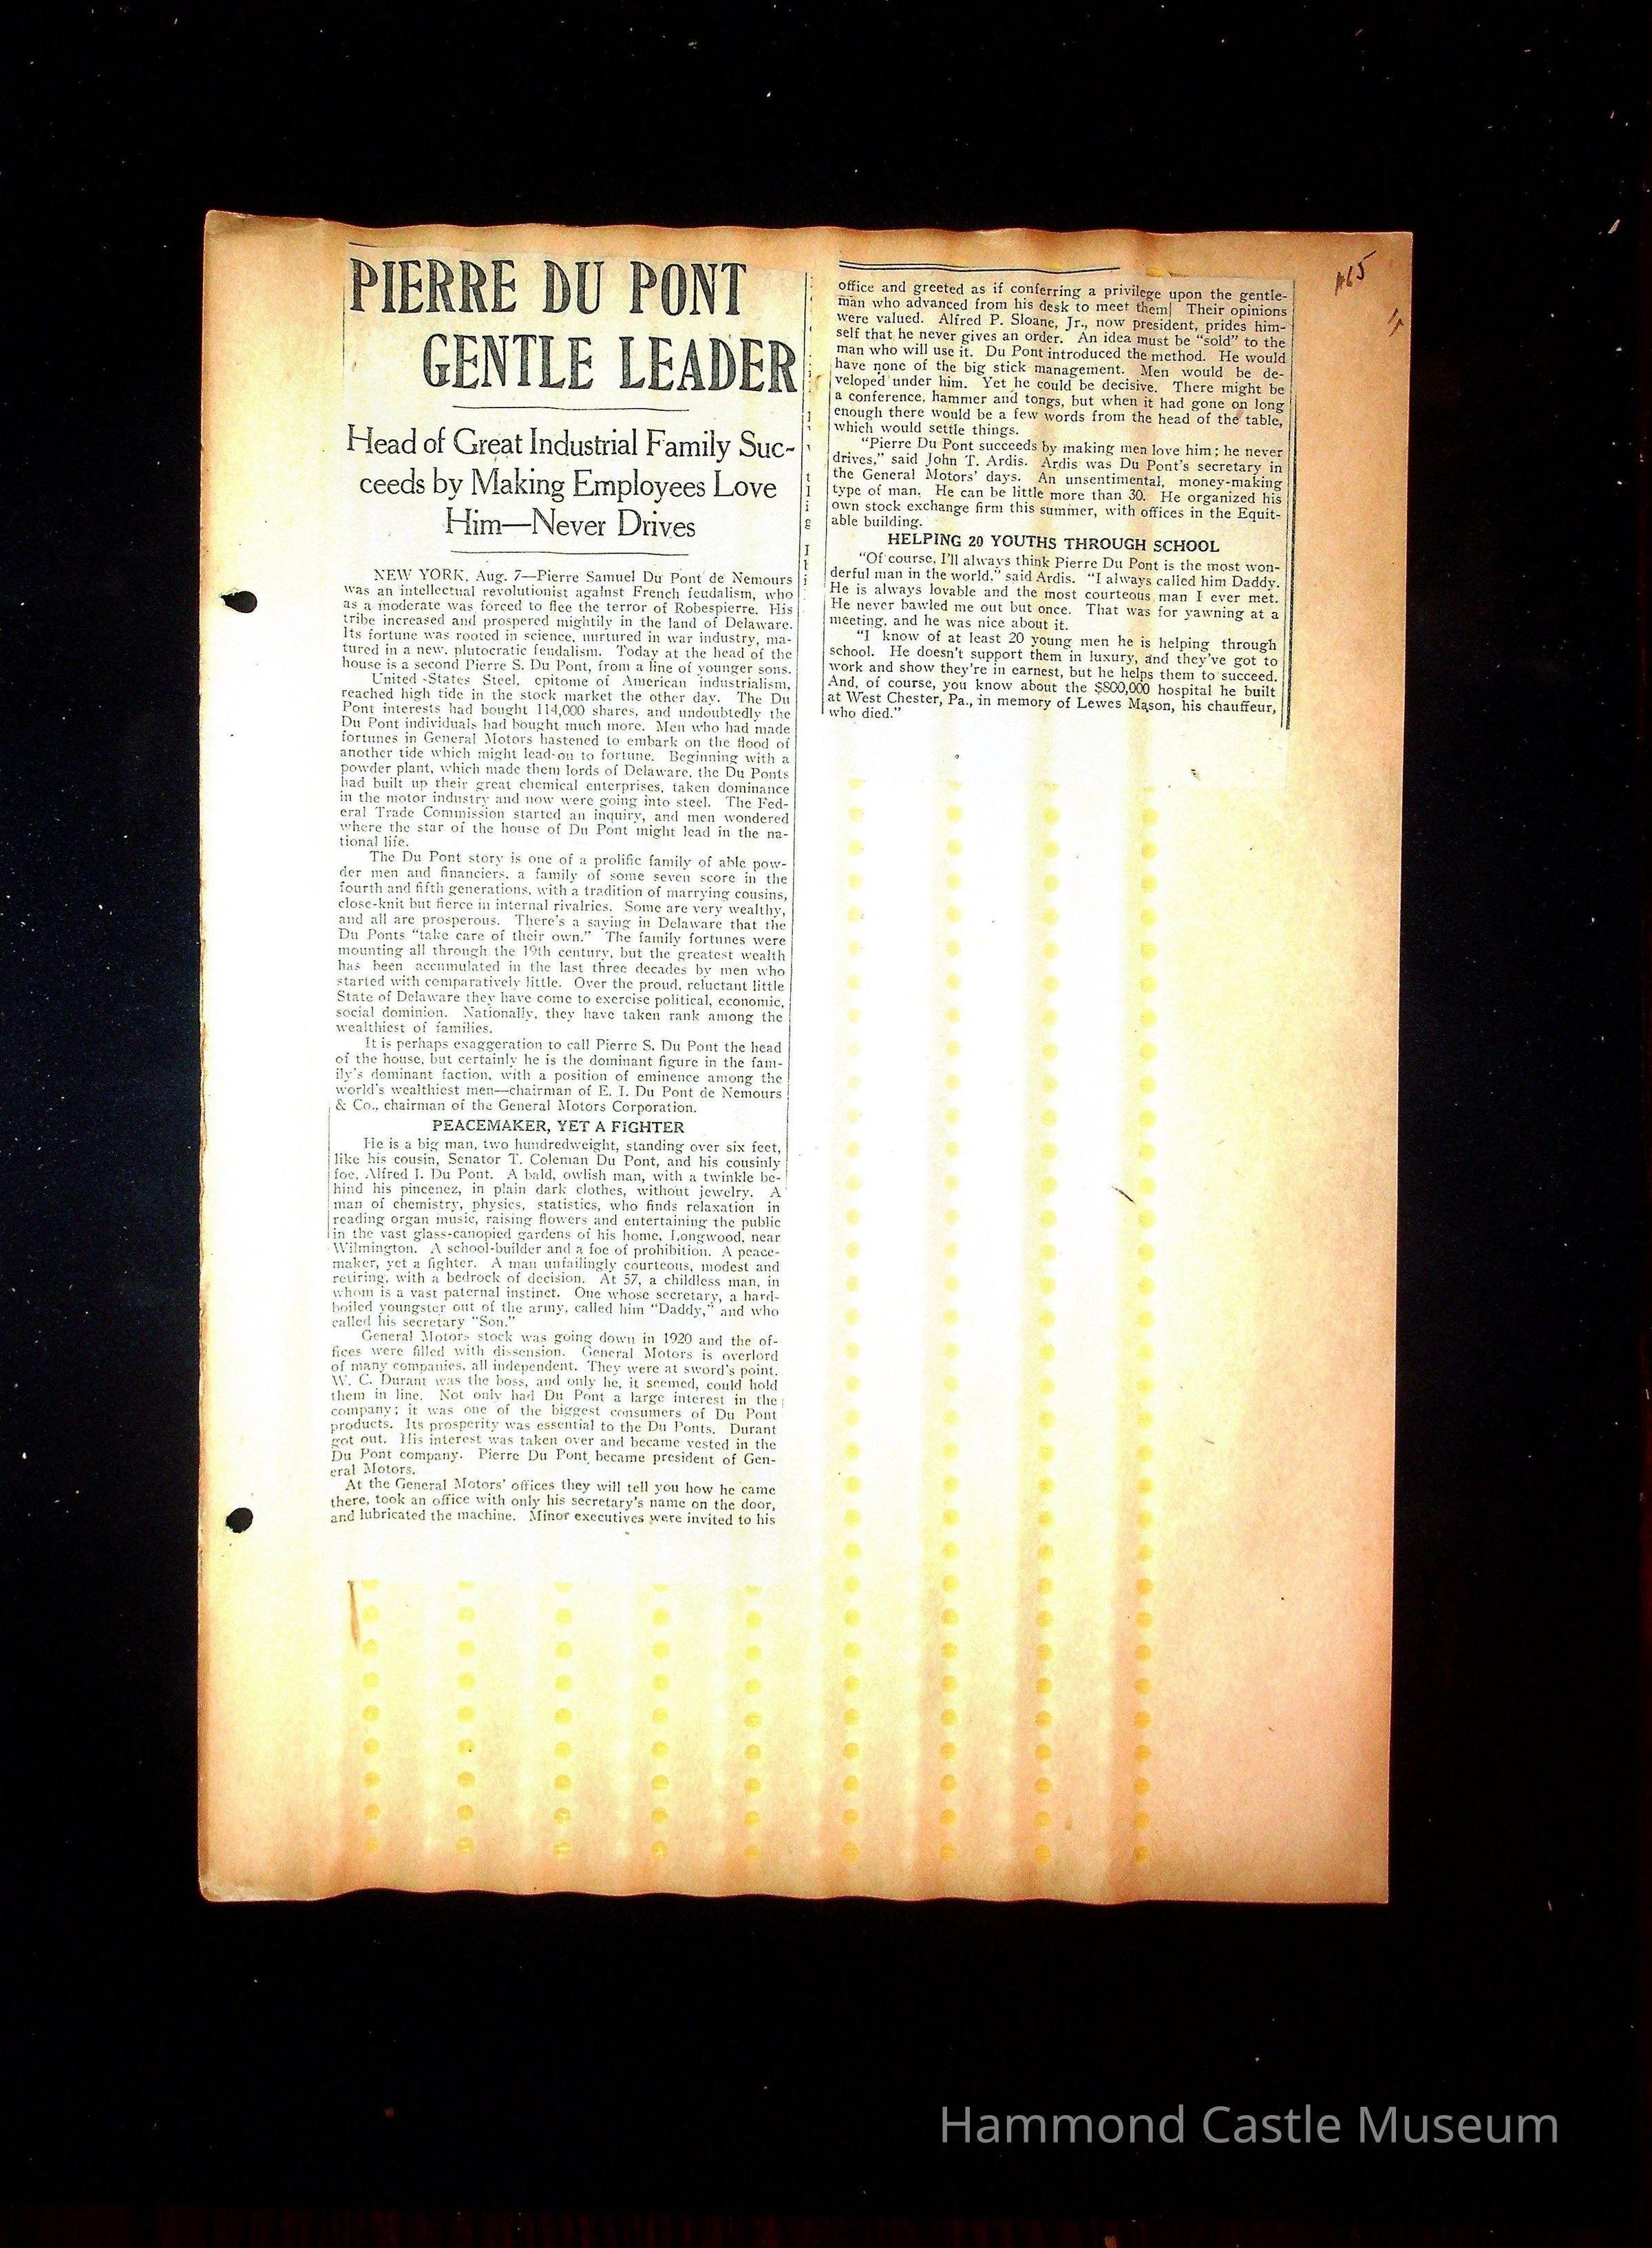 PIERRE DU PONT
GENTLE LEADER
Head of Great Industrial Family Suc-
ceeds by Making Employees Love
Him—Never Drives
NEW YORK, Aug. 7—Pierre Samuel Du Pont de Nemours
was an intellectual revolutionist against French feudalism, who
as a moderate was forced to flee the terror of Robespierre. His
tribe increased and prospered mightily in the land of Delaware.
Its fortune was rooted in science, nurtured in war industry, ma-
tured in a new, plutocratic feudalism. Today at the head of the
house is a second Pierre S. Du Pont, from a line of younger sons.
United -States Steel, epitome of American industrialism,
reached high tide in the stock market the other day. The Du
Pont interests had bought 114,000 shares, and undoubtedly the
Du Pont individuals had bought much more. Men who had made
fortunes in General Motors hastened to embark on the flood of
another tide which might lead-on to fortune. Beginning with a
powder plant, which made them lords of Delaware, the Du Ponts
had built up their great chemical enterprises, taken dominance
in the motor industry and now were going into steel. The Fed-
eral Trade Commission started an inquiry, and men wondered
where the star of the house of Du Pont might lead in the na-
tional life.
The Du Pont story is one of a prolific family of able pow-
der men and financiers, a family of some seven score in the
fourth and fifth generations, with a tradition of marrying cousins,
close-knit but fierce in internal rivalries. Some are very wealthy,
and all are prosperous. There's a saying in Delaware that the
Du Ponts "take care of their own." The family fortunes were
mounting all through the 19th century, but the greatest wealth
has been accumulated in the last three decades by men who
started with comparatively little. Over the proud, reluctant little
State of Delaware they have come to exercise political, economic,
social dominion. Nationally, they have taken rank among the
wealthiest of families.
It is perhaps exaggeration to call Pierre S. Du Pont the head
of the house, but certainly he is the dominant figure in the fam-
ily's dominant faction, with a position of eminence among the
world's wealthiest men—chairman of E. I. Du Pont de Nemours
& Co., chairman of the General Motors Corporation.
PEACEMAKER, YET A FIGHTER
He is a big man, two hundredweight, standing over six feet,
like his cousin, Senator T. Coleman Du Pont, and his cousinly
foe, Alfred I. Du Pont. A bald, owlish man, with a twinkle be-
hind his pincenez, in plain dark clothes, without jewelry. A
man of chemistry, physics, statistics, who finds relaxation in
reading organ music, raising flowers and entertaining the public
in the vast glass-canopied gardens of his home, Longwood, near
Wilmington. A school-builder and a foe of prohibition. A peace-
maker, yet a fighter. A man unfailingly courteous, modest and
retiring, with a bedrock of decision. At 57, a childless man, in
whom is a vast paternal instinct. One whose secretary, a hard-
boiled youngster out of the army, called him "Daddy," and who
called his secretary "Son."
General Motors stock was going down in 1920 and the of-
fices were filled with dissension. General Motors is overlord
of many companies, all independent. They were at sword's point.
W. C. Durant was the boss, and only he, it seemed, could hold
them in line. Not only had Du Pont a large interest in the
company; it was one of the biggest consumers of Du Pont
products. Its prosperity was essential to the Du Ponts. Durant
got out. His interest was taken over and became vested in the
Du Pont company. Pierre Du Pont became president of Gen-
eral Motors.
At the General Motors' offices they will tell you how he came
there, took an office with only his secretary's name on the door,
and lubricated the machine. Minor executives were invited to his
office and greeted as if conferring a privilege upon the gentle-
man who advanced from his desk to meet them| Their opinions
were valued. Alfred P. Sloane, Jr., now president, prides him-
self that he never gives an order. An idea must be "sold" to the
man who will use it. Du Pont introduced the method. He would
have none of the big stick management. Men would be de-
veloped under him. Yet he could be decisive. There might be
a conference, hammer and tongs, but when it had gone on long
enough there would be a few words from the head of the table,
which would settle things.
"Pierre Du Pont succeeds by making men love him; he never
drives," said John T. Ardis. Ardis was Du Pont's secretary in
the General Motors' days. An unsentimental, money-making
type of man. He can be little more than 30. He organized his
own stock exchange firm this summer, with offices in the Equit-
able building.
HELPING 20 YOUTHS THROUGH SCHOOL
"Of course, I'll always think Pierre Du Pont is the most won-
derful man in the world," said Ardis. "I always called him Daddy.
He is always lovable and the most courteous man I ever met.
He never bawled me out but once. That was for yawning at a
meeting, and he was nice about it.
"I know of at least 20 young men he is helping through
school. He doesn't support them in luxury, and they've got to
work and show they're in earnest, but he helps them to succeed.
And, of course, you know about the $800,000 hospital he built
at West Chester, Pa., in memory of Lewes Mason, his chauffeur,
who died."
Hammond Castle Museum